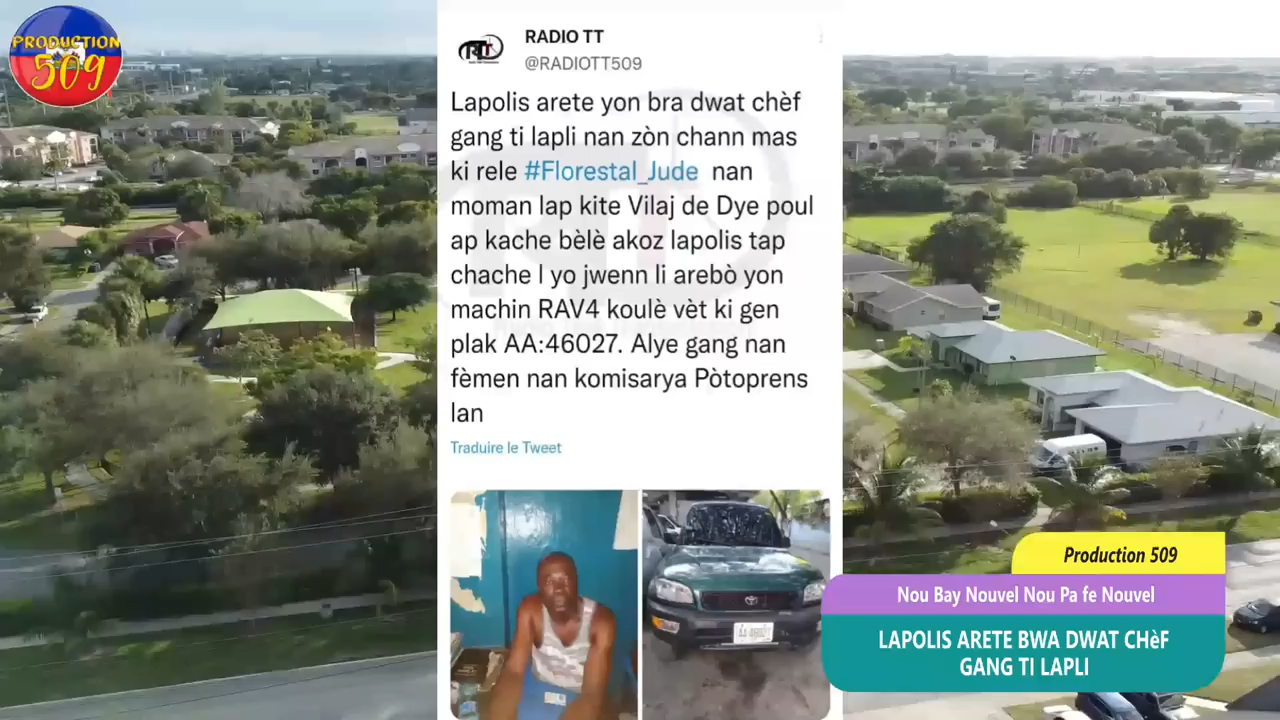 PRODUCTION
509
RADIO TT
@RADIOTT509
Lapolis arete yon bra dwat chèf
gang ti lapli nan zòn chann mas
ki rele #Florestal_Jude nan
moman lap kite Vilaj de Dye poul
ap kache bèlè akoz lapolis tap
chache l yo jwenn li arebò yon
machin RAV4 koulè vèt ki gen
plak AA:46027. Alye gang nan
fèmen nan komisarya Pòtoprens
lan
Traduire le Tweet
Production 509
Nou Bay Nouvel Nou Pa fe Nouvel
LAPOLIS ARETE BWA DWAT CHèF
GANG TI LAPLI